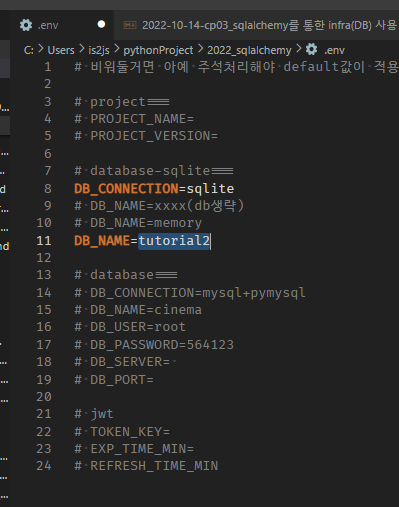 .env
2022-10-14-cp03_sqlalchemy를 통한 infra(DB) 사용
C: > Users > is2js > pythonProject > 2022_sqlalchemy > .env
1 # 비워둘거면 아예 주석처리해야 default값이 적용
2
3 # project===
4 # PROJECT_NAME=
5 # PROJECT_VERSION=
6
7 # database-sqlite===
8 DB_CONNECTION=sqlite
9 # DB_NAME=xxxx(db생략)
10 # DB_NAME=memory
11 DB_NAME=tutorial2
12
13 # database===
14 # DB_CONNECTION=mysql+pymysql
15 # DB_NAME=cinema
16 # DB_USER=root
17 # DB_PASSWORD=564123
18 # DB_SERVER=
19 # DB_PORT=
20
21 # jwt
22 # TOKEN_KEY=
23 # EXP_TIME_MIN=
24 # REFRESH_TIME_MIN